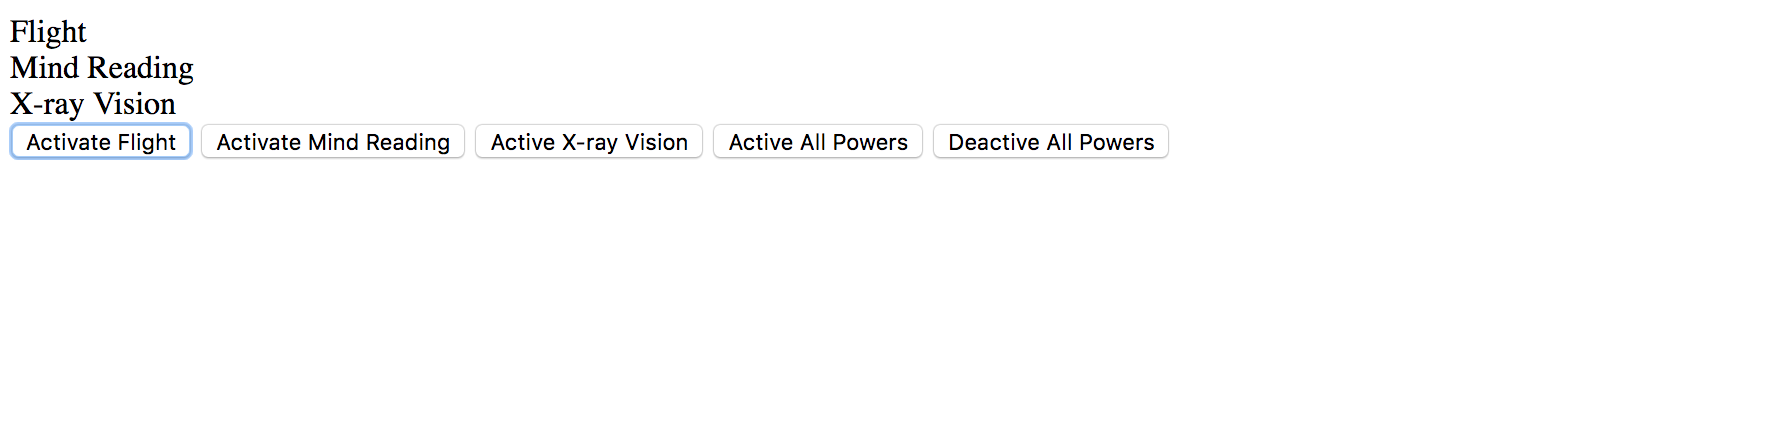 Flight
Mind Reading
X-ray Vision
Activate Flight Activate Mind Reading Active X-ray Vision Active All Powers Deactive All Powers